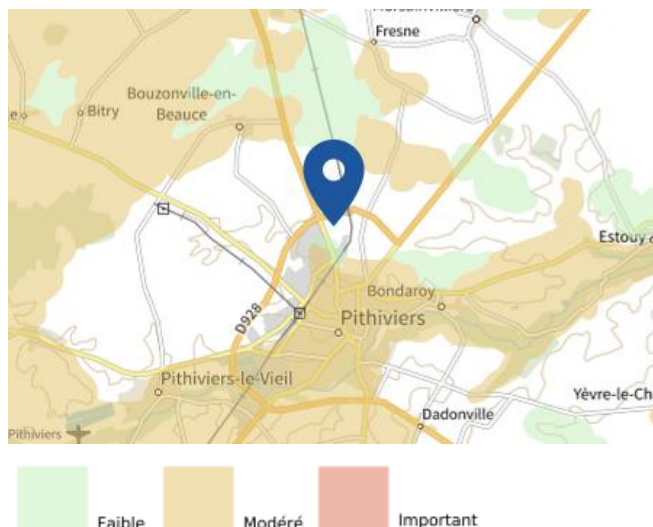 Fresne
Bouzonville-en-
Beauce
Bitry
Estouy
Bondaroy
D928
Pithiviers
Pithiviers-le-Vieil
Yèvre-le-Ch
Dadonville
Pithiviers
Faible
Modéré
Important